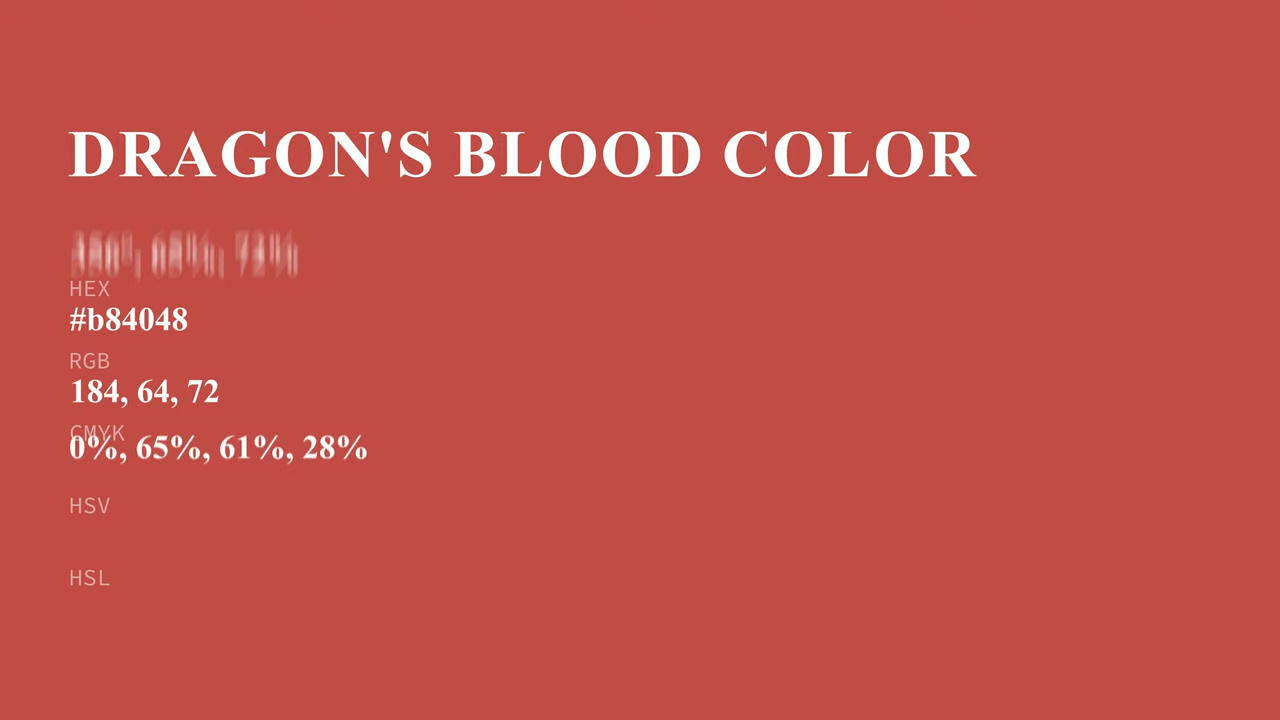 DRAGON'S BLOOD COLOR
HEX
#b84048
RGB
184, 64, 72
CMYK
0%, 65%, 61%, 28%
HSV
HSL